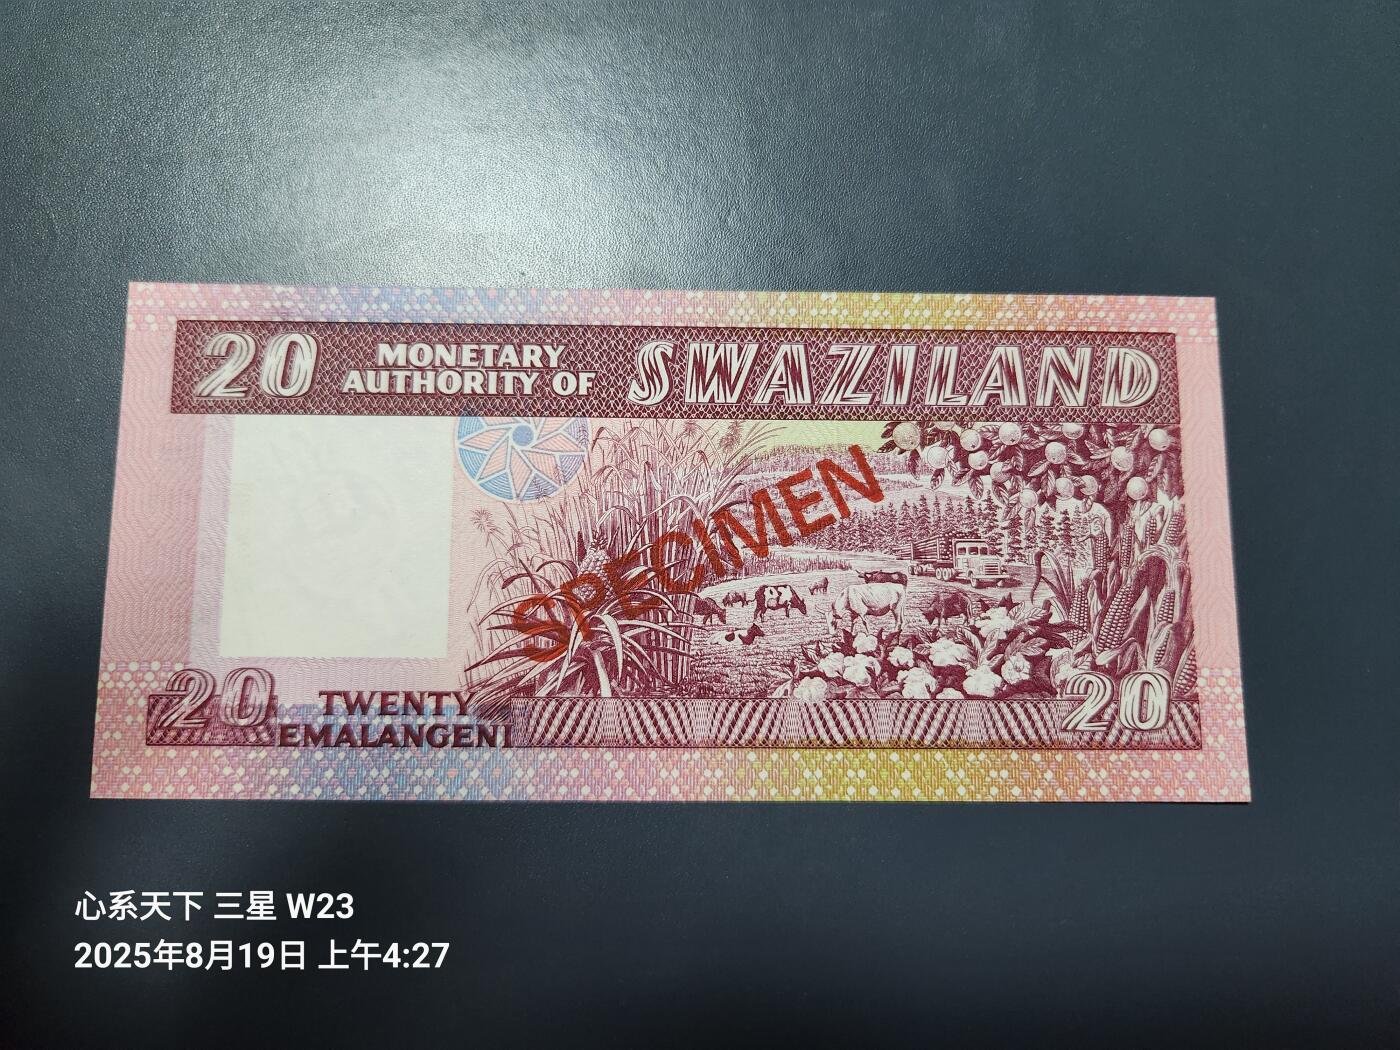 20 MONETARY AUTHORITY OF SWAZILAND
SPECIMEN
20 TWENTY EMALANGENI 20
心系天下 三星 W23
2025年8月19日 上午4:27